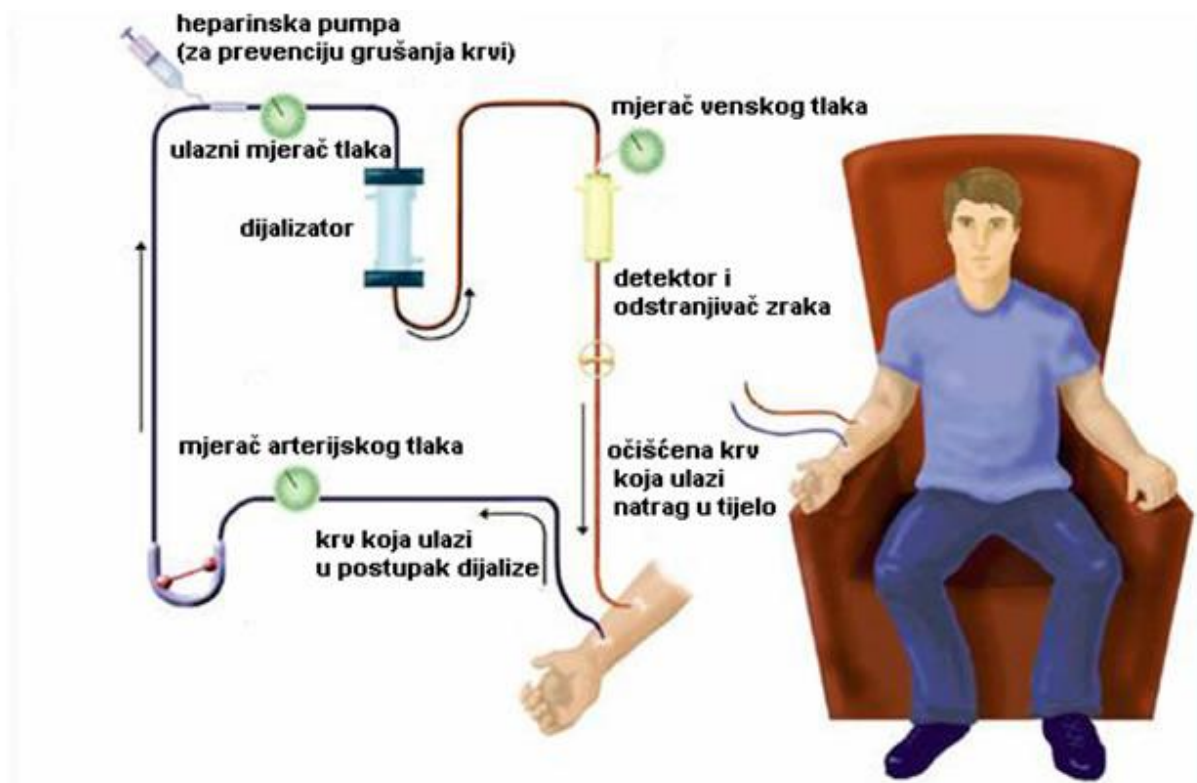 heparinska pumpa
(za prevenciju grušanja krvi)
ulazni mjerač tlaka
mjerač venskog tlaka
dijalizator
detektor i
odstranjivač zraka
mjerač arterijskog tlaka
očišćena krv
koja ulazi
natrag u tijelo
krv koja ulazi
u postupak dijalize